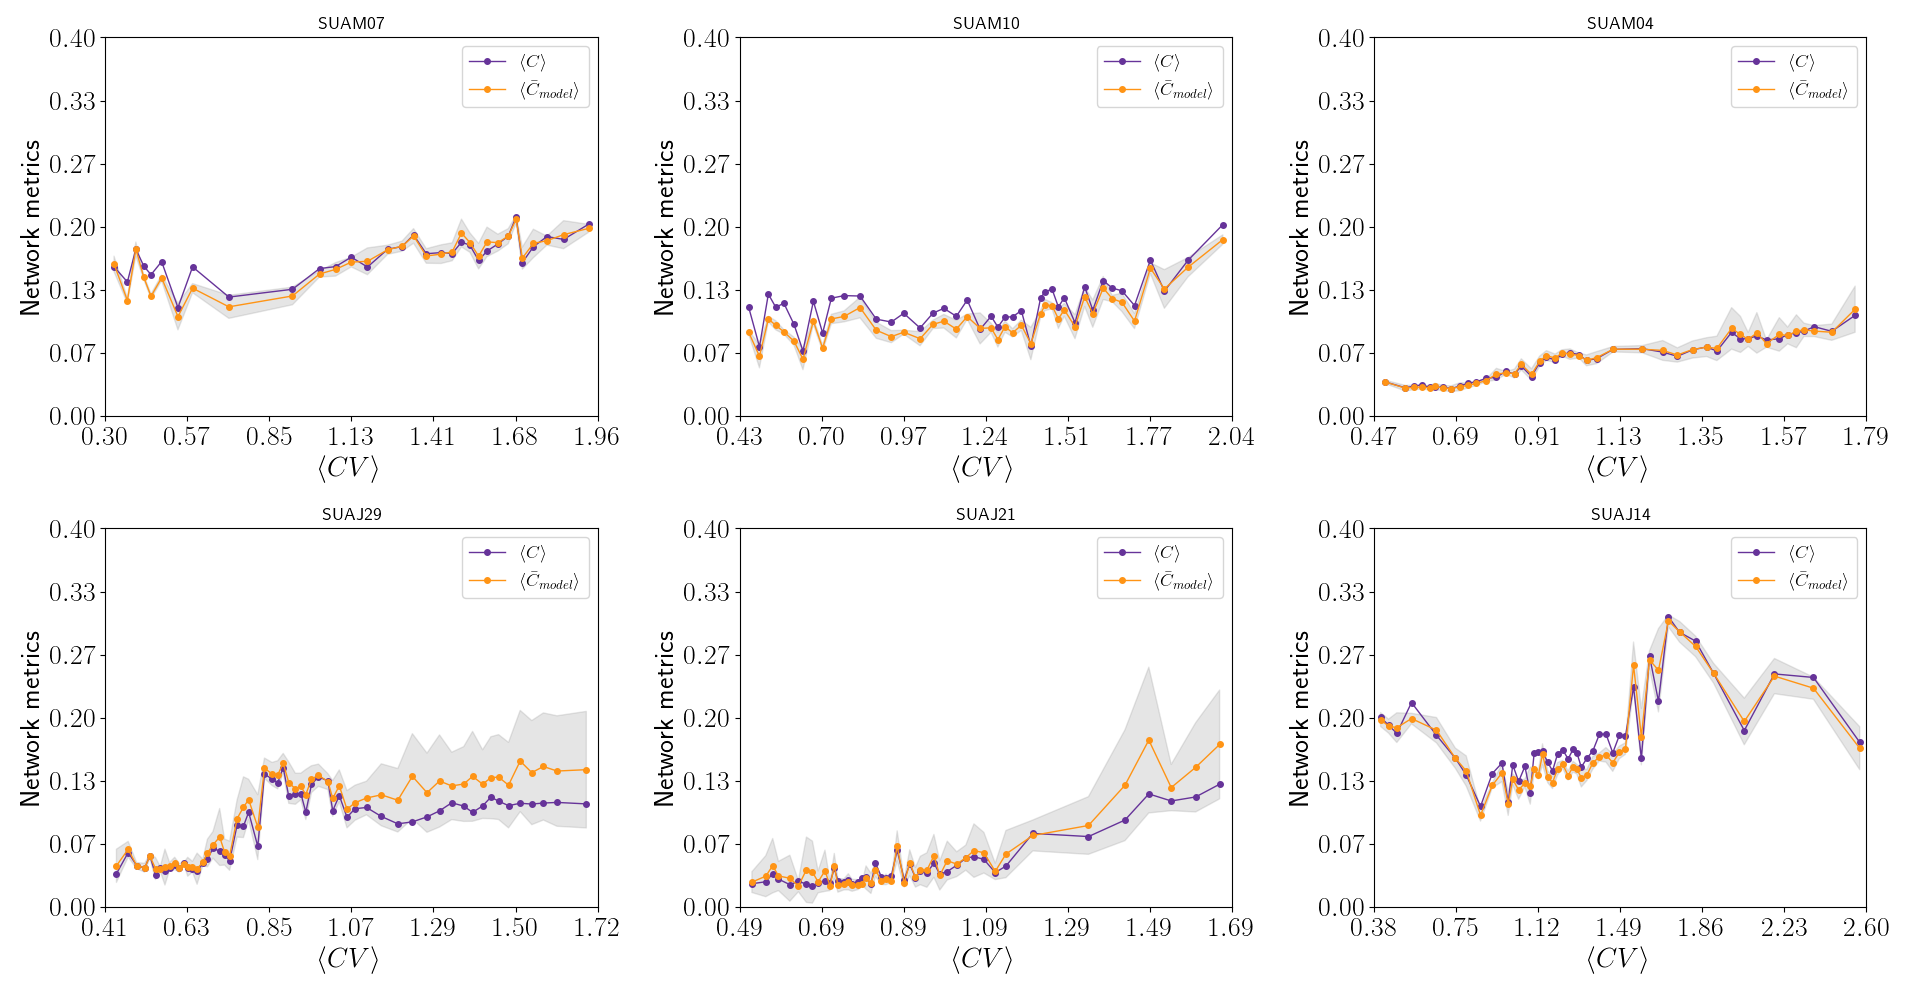 SUAM07
0.40
0.33
0.27
0.20
0.13
0.07
0.00
Network metrics
⟨C⟩
⟨C̄model⟩
0.30 0.57 0.85 1.13 1.41 1.68 1.96
⟨CV⟩
SUAM10
0.40
0.33
0.27
0.20
0.13
0.07
0.00
Network metrics
⟨C⟩
⟨C̄model⟩
0.43 0.70 0.97 1.24 1.51 1.77 2.04
⟨CV⟩
SUAM04
0.40
0.33
0.27
0.20
0.13
0.07
0.00
Network metrics
⟨C⟩
⟨C̄model⟩
0.47 0.69 0.91 1.13 1.35 1.57 1.79
⟨CV⟩
SUAJ29
0.40
0.33
0.27
0.20
0.13
0.07
0.00
Network metrics
⟨C⟩
⟨C̄model⟩
0.41 0.63 0.85 1.07 1.29 1.50 1.72
⟨CV⟩
SUAJ21
0.40
0.33
0.27
0.20
0.13
0.07
0.00
Network metrics
⟨C⟩
⟨C̄model⟩
0.49 0.69 0.89 1.09 1.29 1.49 1.69
⟨CV⟩
SUAJ14
0.40
0.33
0.27
0.20
0.13
0.07
0.00
Network metrics
⟨C⟩
⟨C̄model⟩
0.38 0.75 1.12 1.49 1.86 2.23 2.60
⟨CV⟩